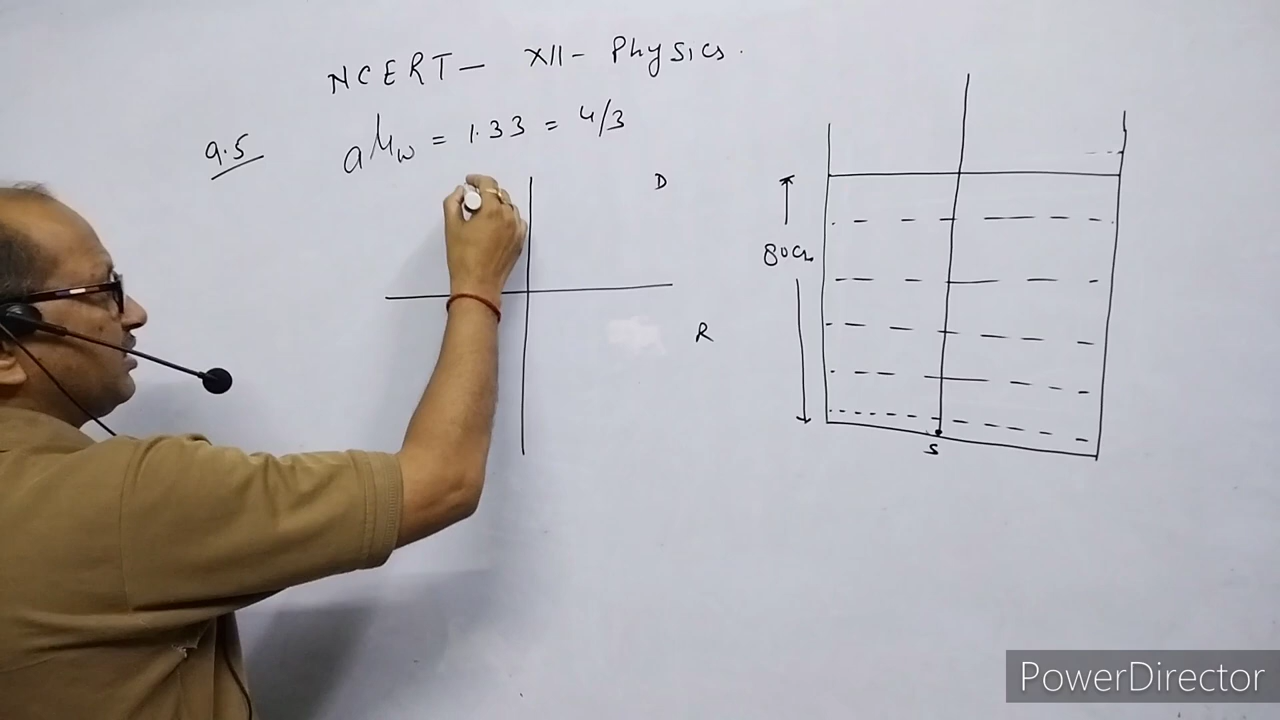 NCERT - XII - Physics.
9.5 aμw = 1.33 = 4/3
D
80cm
R
S
PowerDirector